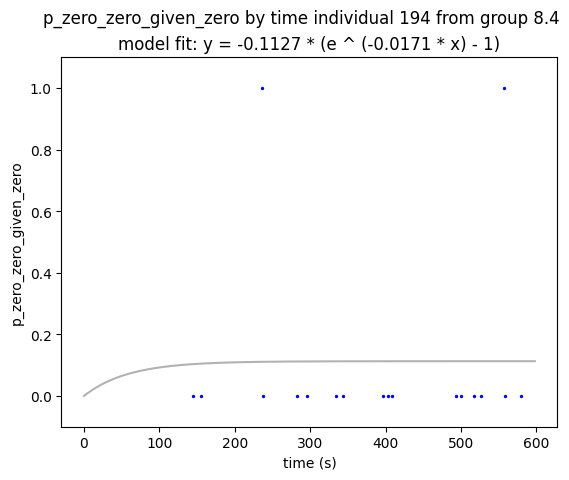 p_zero_zero_given_zero by time individual 194 from group 8.4
model fit: y = -0.1127 * (e ^ (-0.0171 * x) - 1)
p_zero_zero_given_zero
1.0
0.8
0.6
0.4
0.2
0.0
0 100 200 300 400 500 600
time (s)